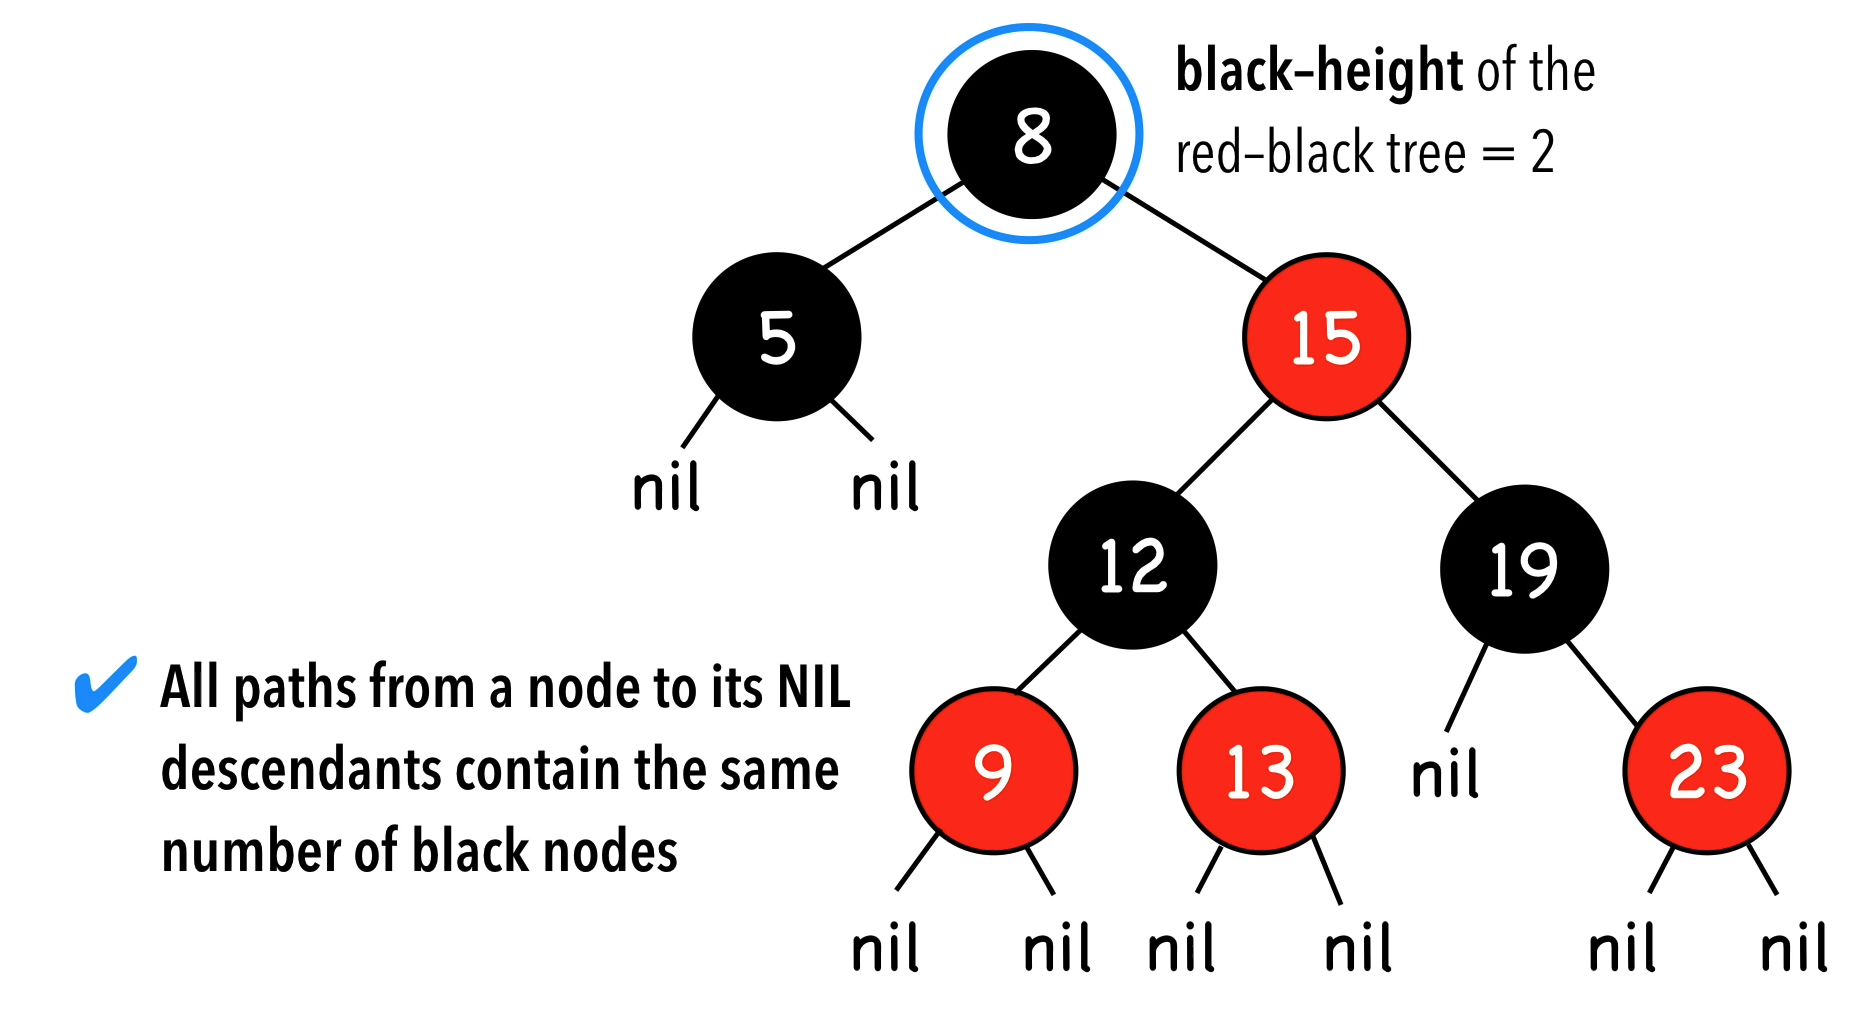 8
black–height of the
red–black tree = 2
5
15
nil
nil
12
19
✔ All paths from a node to its NIL
descendants contain the same
number of black nodes
9
13
nil
23
nil
nil
nil
nil
nil
nil